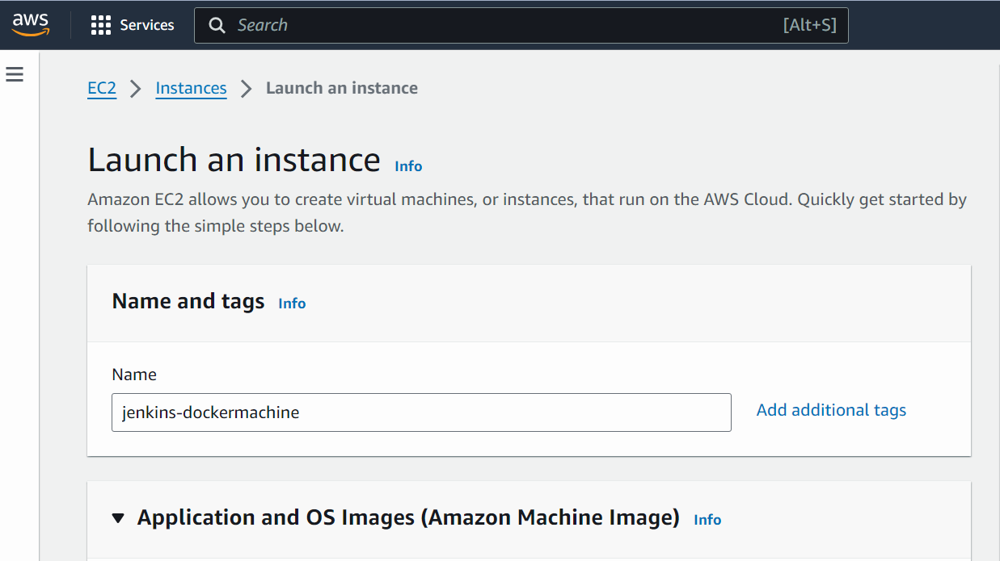 aws Services Search [Alt+S]
EC2 Instances Launch an instance
Launch an instance Info
Amazon EC2 allows you to create virtual machines, or instances, that run on the AWS Cloud. Quickly get started by
following the simple steps below.
Name and tags Info
Name
jenkins-dockermachine Add additional tags
Application and OS Images (Amazon Machine Image) Info